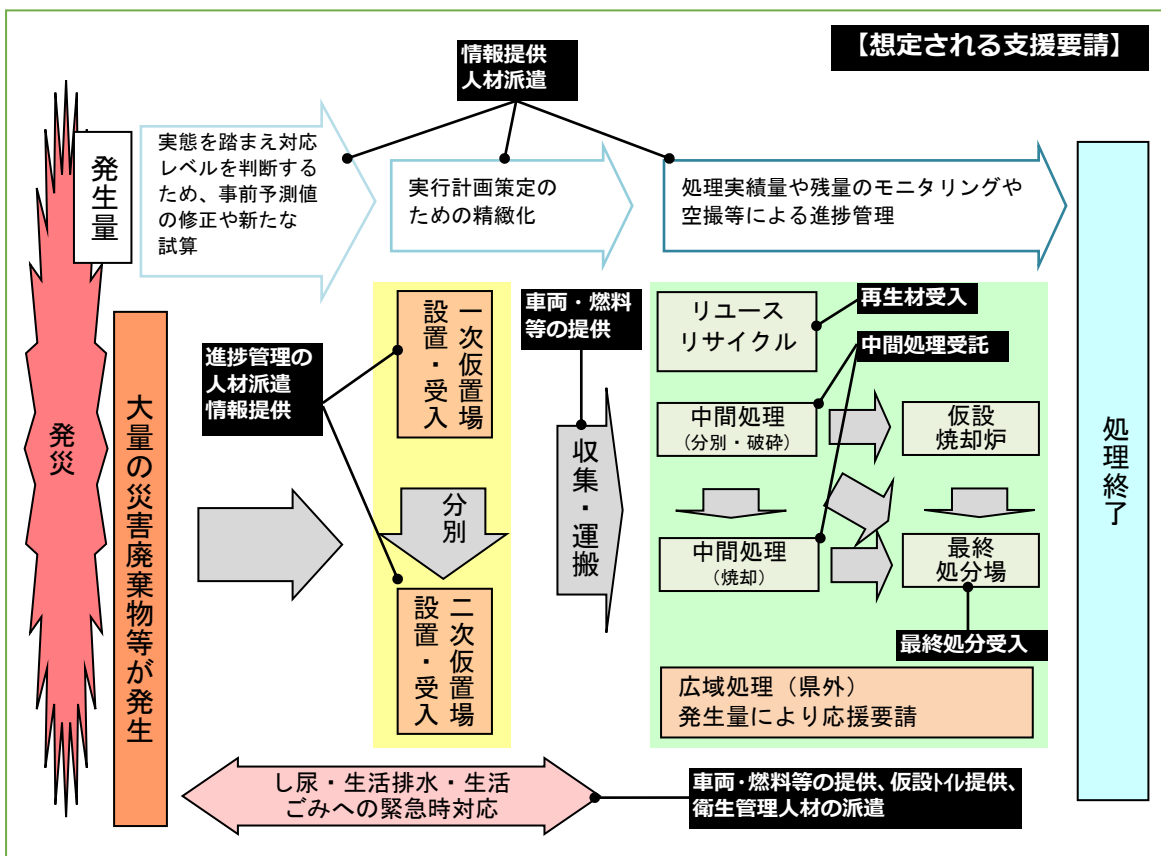 【想定される支援要請】
情報提供
人材派遣
発生量
実態を踏まえ対応
レベルを判断する
ため、事前予測値
の修正や新たな
試算
実行計画策定の
ための精緻化
処理実績量や残量のモニタリングや
空撮等による進捗管理
発災
大量の災害廃棄物等が発生
進捗管理の
人材派遣
情報提供
一次仮置場
設置・受入
分別
二次仮置場
設置・受入
車両・燃料
等の提供
収集・運搬
リユース
リサイクル
再生材受入
中間処理受託
中間処理
(分別・破砕)
仮設
焼却炉
中間処理
(焼却)
最終
処分場
最終処分受入
広域処理（県外）
発生量により応援要請
処理終了
し尿・生活排水・生活
ごみへの緊急時対応
車両・燃料等の提供、仮設ﾄｲﾚ提供、
衛生管理人材の派遣